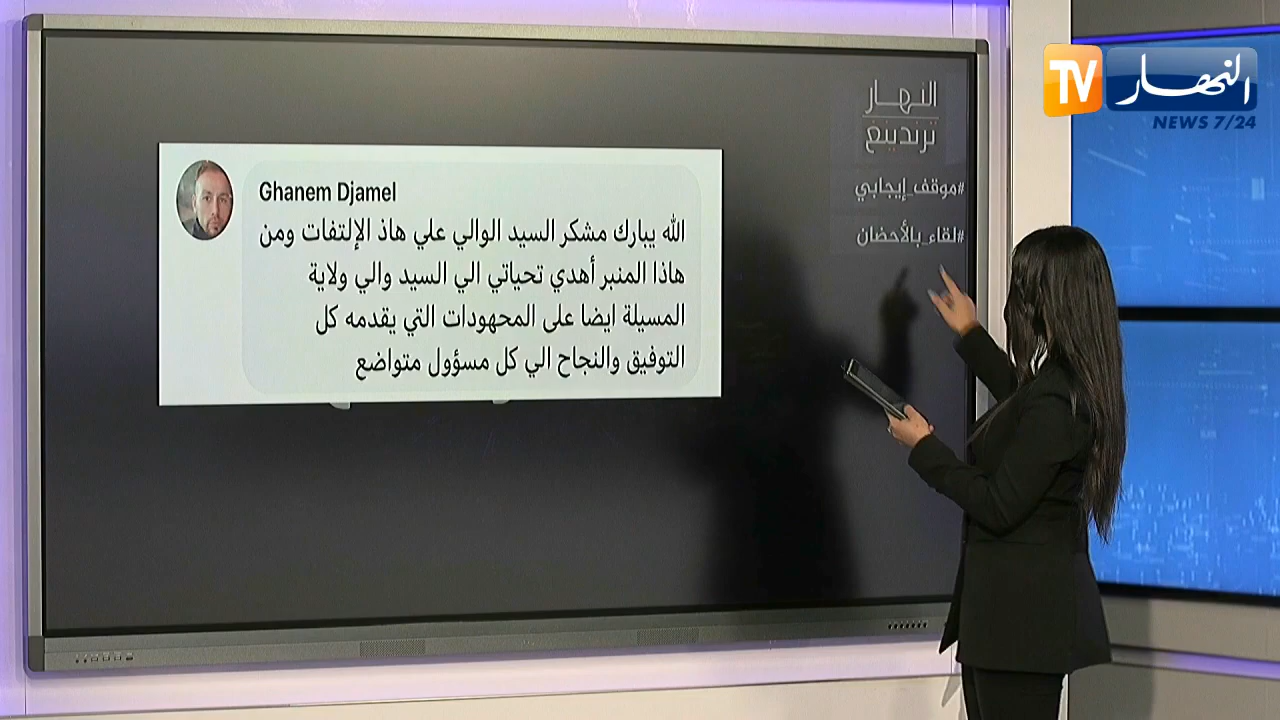 النهار TV
NEWS 7/24
النهار
ترندينغ
#موقف_إيجابي
#لقاء_بالأحضان
Ghanem Djamel
الله يبارك مشكر السيد الوالي علي هاذ الإلتفات ومن
هاذا المنبر أهدي تحياتي الي السيد والي ولاية
المسيلة ايضا على المحهودات التي يقدمه كل
التوفيق والنجاح الي كل مسؤول متواضع